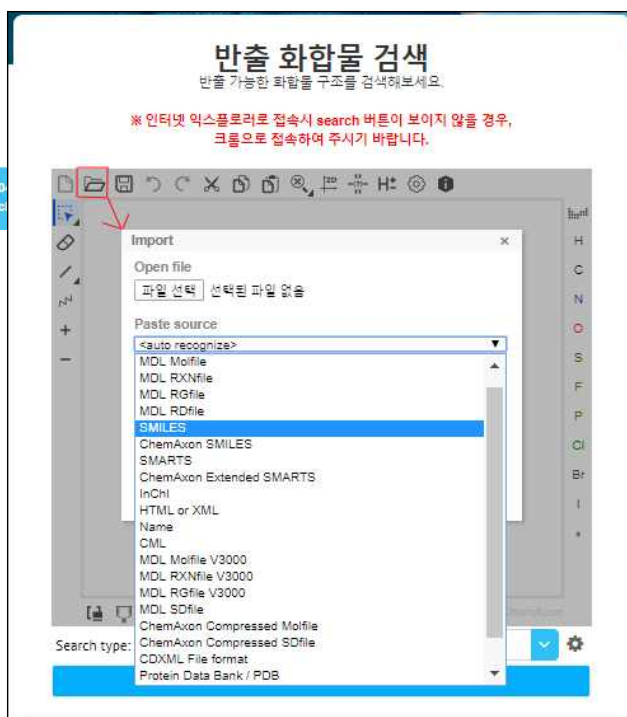 반출 화합물 검색
반출 가능한 화합물 구조를 검색해보세요.
※ 인터넷 익스플로러로 접속시 search 버튼이 보이지 않을 경우,
크롬으로 접속하여 주시기 바랍니다.
2D
H±
Import
×
Open file
파일 선택 선택된 파일 없음
Paste source
<auto recognize>
MDL Molfile
MDL RXNfile
MDL RGfile
MDL RDfile
SMILES
ChemAxon SMILES
SMARTS
ChemAxon Extended SMARTS
InChI
HTML or XML
Name
CML
MDL Molfile V3000
MDL RXNfile V3000
MDL RGfile V3000
MDL SDfile
ChemAxon Compressed Molfile
ChemAxon Compressed SDfile
CDXML File format
Protein Data Bank / PDB
H
C
N
O
S
F
P
Cl
Br
I
*
Search type: